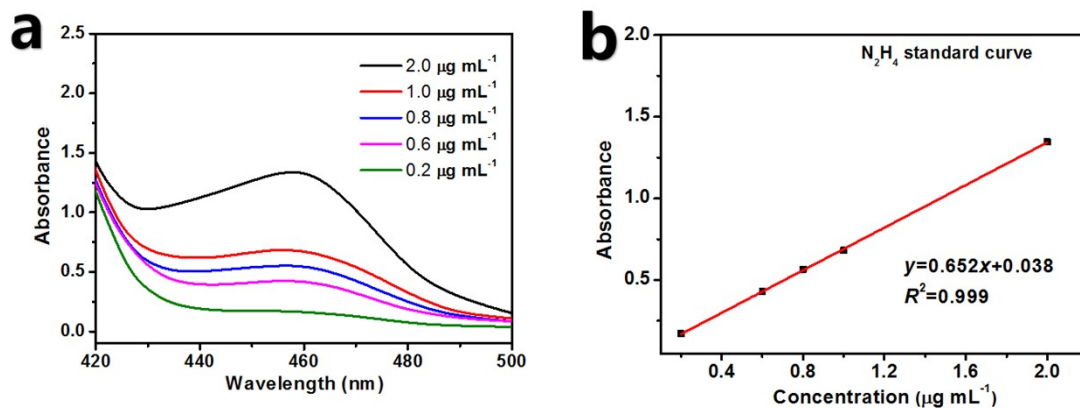 a
2.5
2.0
1.5
1.0
0.5
0.0
Absorbance
420
440
460
480
500
Wavelength (nm)
2.0 μg mL⁻¹
1.0 μg mL⁻¹
0.8 μg mL⁻¹
0.6 μg mL⁻¹
0.2 μg mL⁻¹
b
2.0
1.5
1.0
0.5
Absorbance
0.4
0.8
1.2
1.6
2.0
Concentration (μg mL⁻¹)
N₂H₄ standard curve
y=0.652x+0.038
R²=0.999